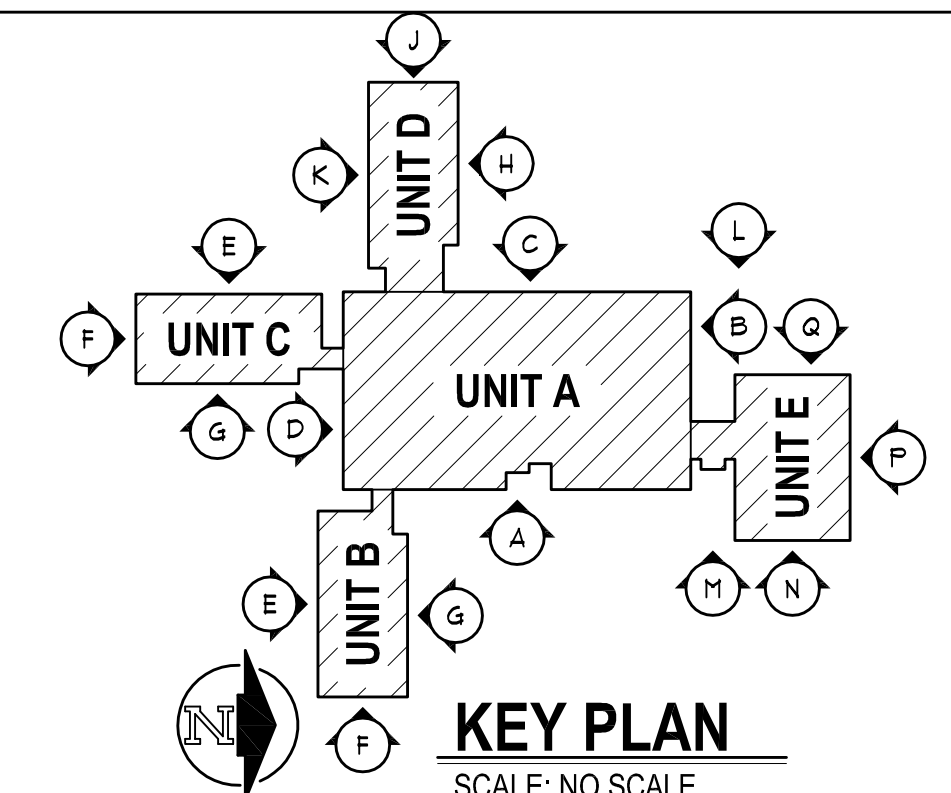 J
UNIT D
K
H
E
C
L
F
UNIT C
B
Q
UNIT A
G
D
UNIT E
P
A
M
N
E
UNIT B
G
N
F
KEY PLAN
SCALE: NO SCALE